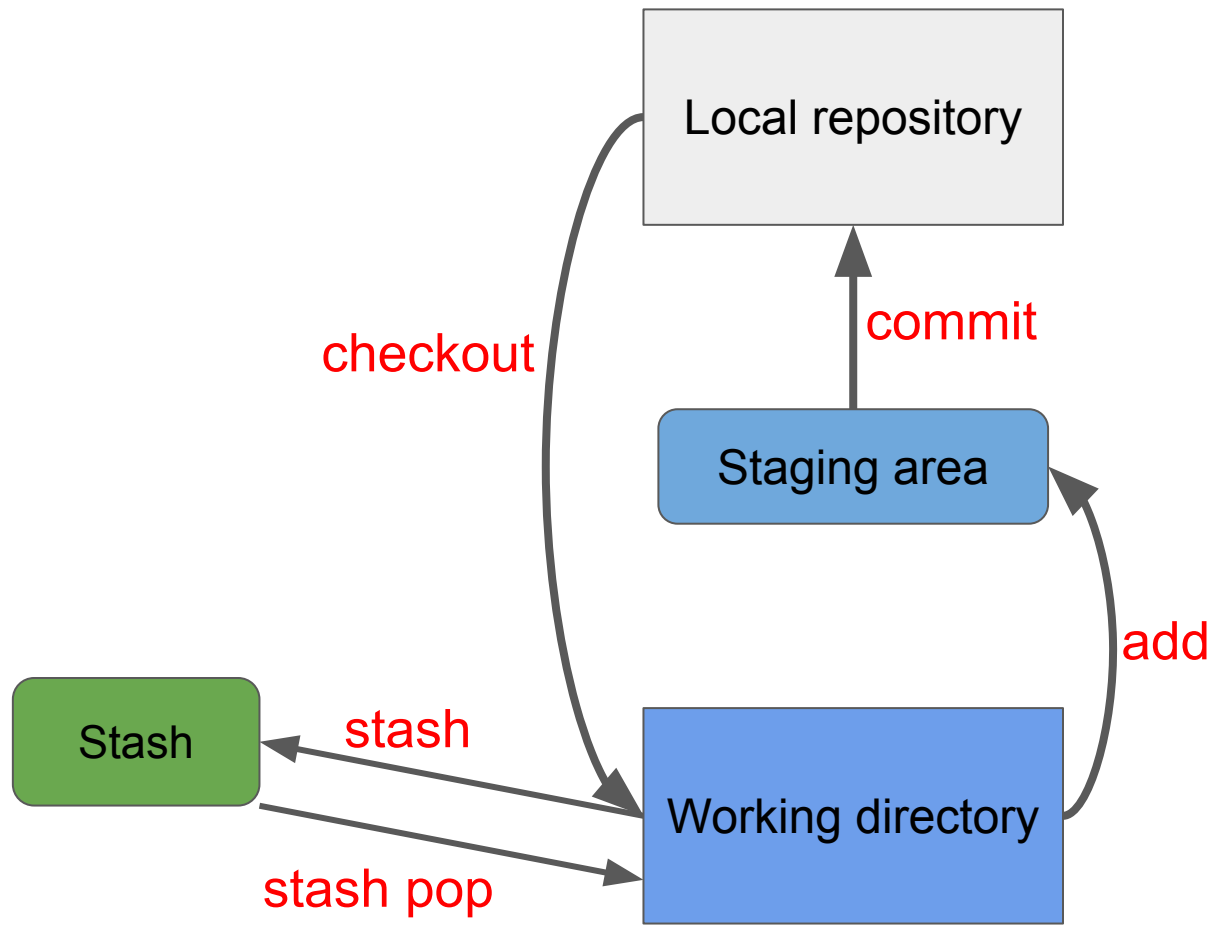 Local repository
commit
checkout
Staging area
add
Stash
stash
Working directory
stash pop